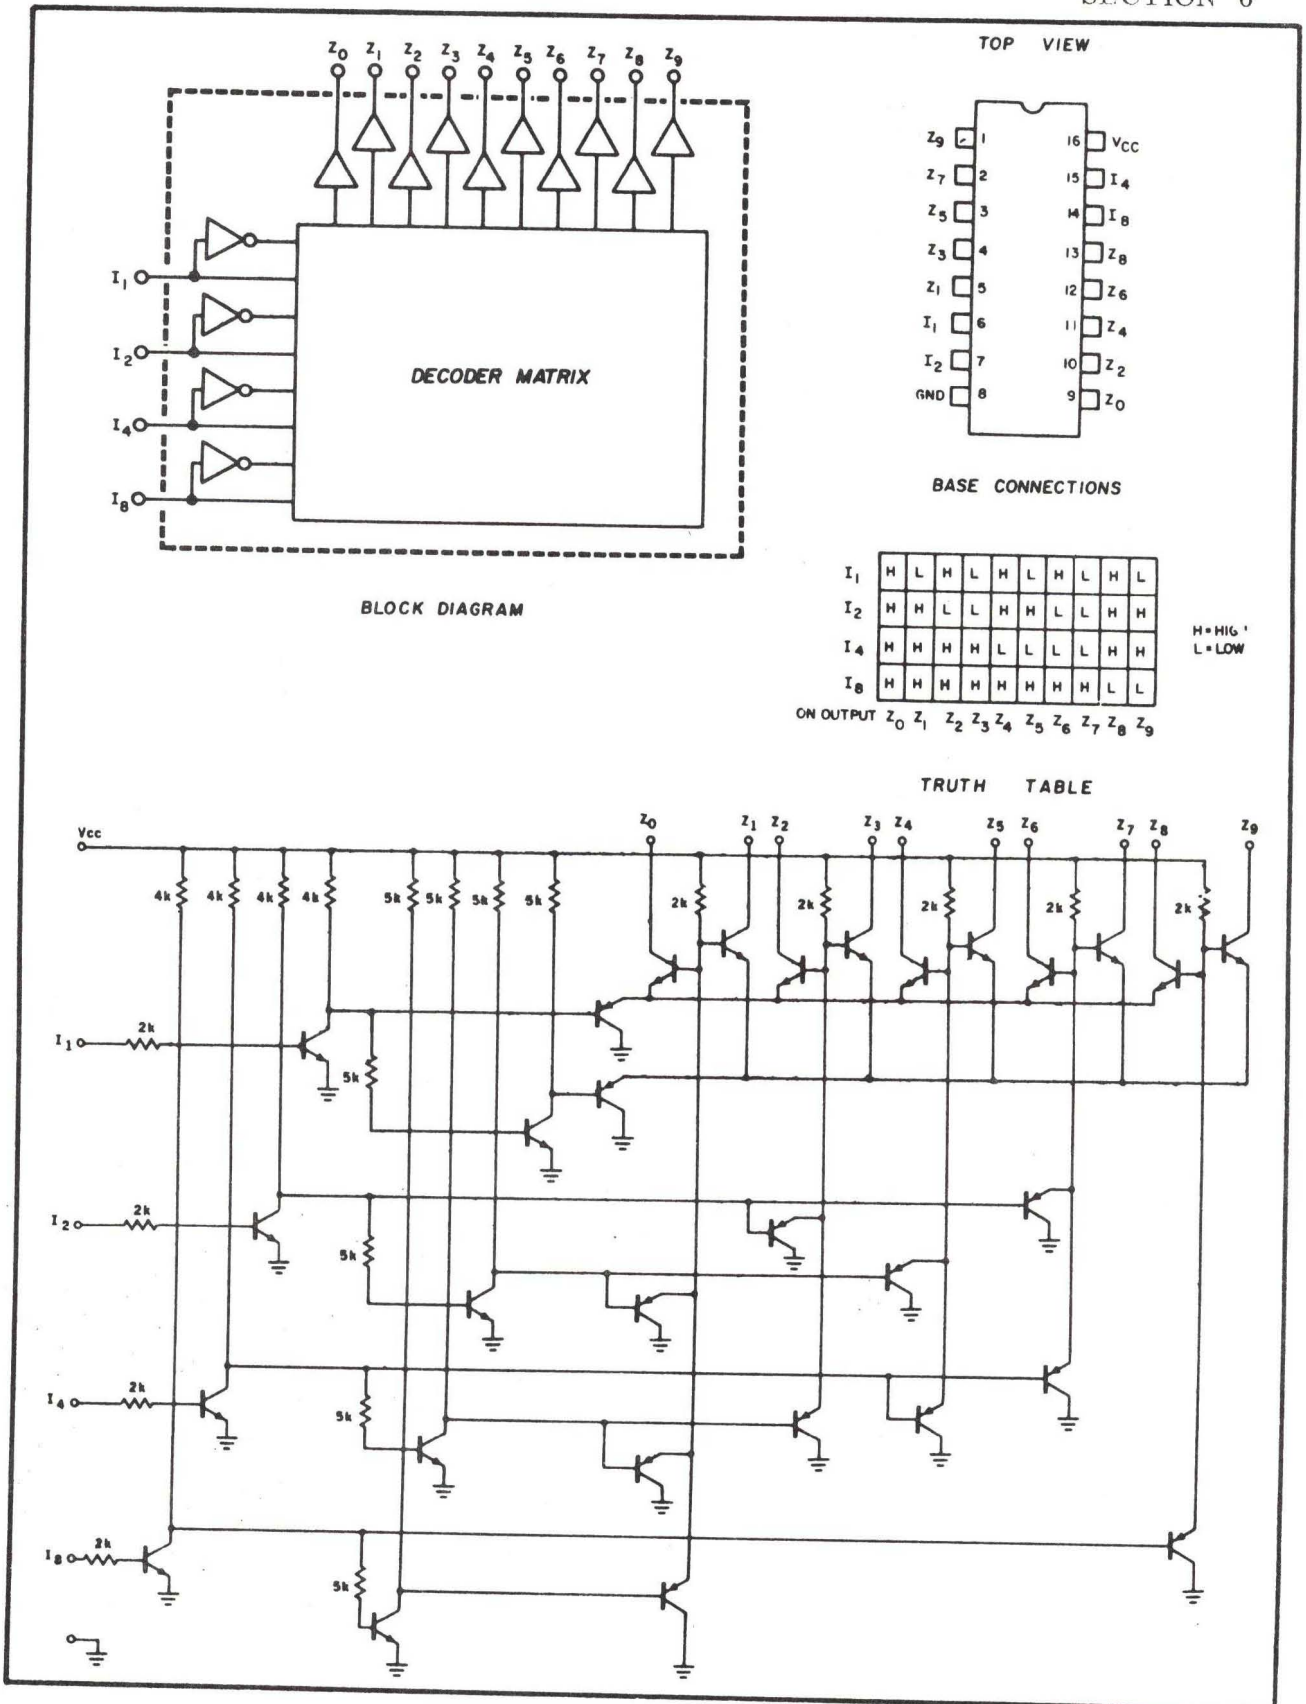 Z0 Z1 Z2 Z3 Z4 Z5 Z6 Z7 Z8 Z9
I1
I2
I4
I8
DECODER MATRIX
BLOCK DIAGRAM
TOP VIEW
Z9 1 16 VCC
Z7 2 15 I4
Z5 3 14 I8
Z3 4 13 Z8
Z1 5 12 Z6
I1 6 11 Z4
I2 7 10 Z2
GND 8 9 Z0
BASE CONNECTIONS
I1 H L H L H L H L H L
I2 H H L L H H L L H H
I4 H H H H L L L L H H
I8 H H H H H H H H L L
ON OUTPUT Z0 Z1 Z2 Z3 Z4 Z5 Z6 Z7 Z8 Z9
L = LOW
TRUTH TABLE
Vcc
Z0 Z1 Z2 Z3 Z4 Z5 Z6 Z7 Z8 Z9
4k 4k 4k 4k 5k 5k 5k 5k 2k 2k 2k 2k 2k
I1 2k
5k
I2 2k
5k
I4 2k
5k
I8 2k
5k